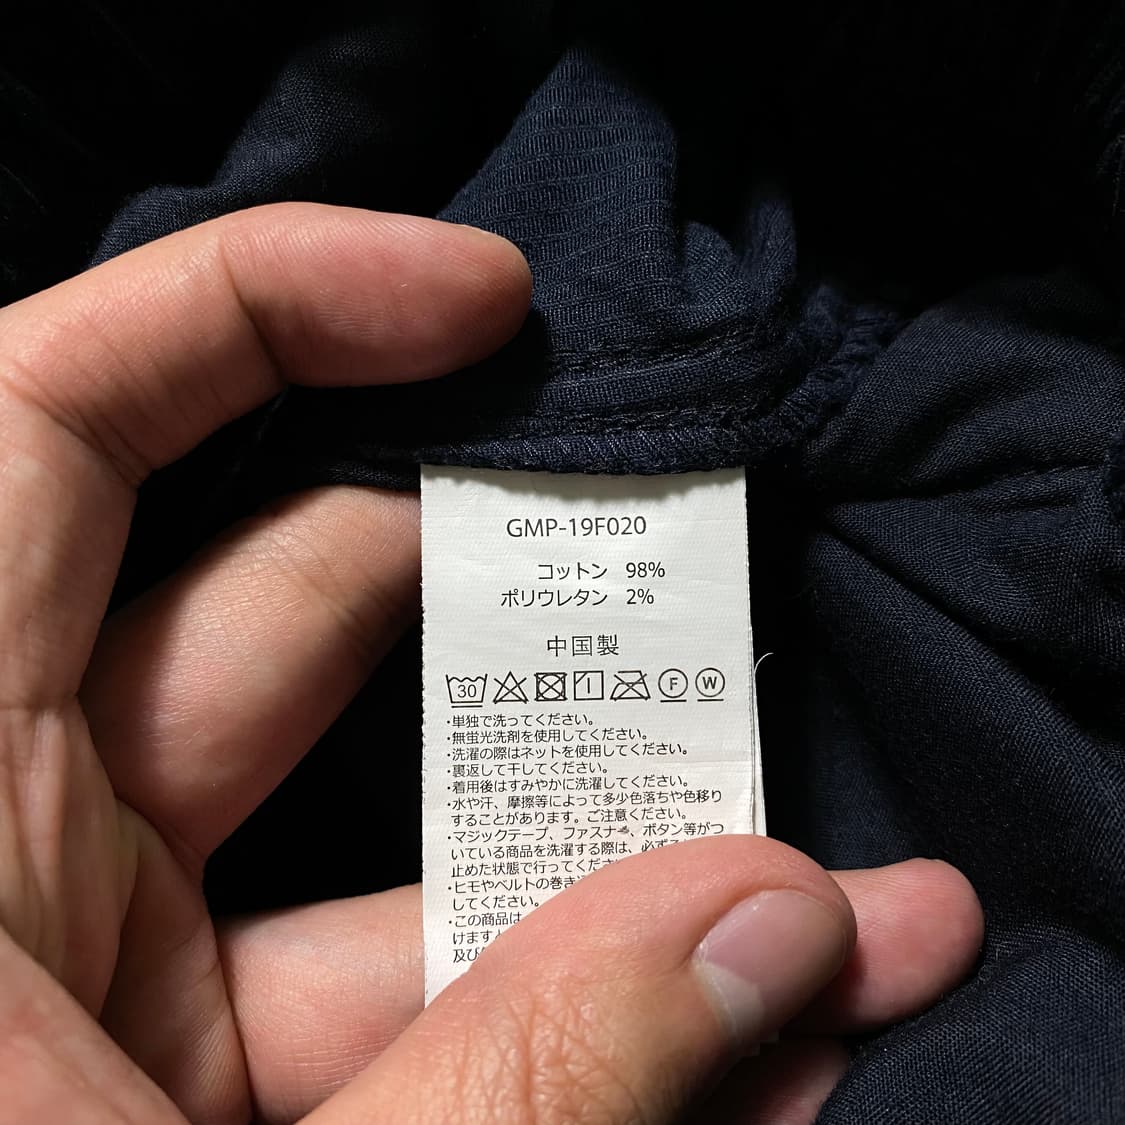 GMP-19F020
コットン 98%
ポリウレタン 2%
中国製
30 F W
・単独で洗ってください。
・無蛍光洗剤を使用してください。
・洗濯の際はネットを使用してください。
・裏返して干してください。
・着用後はすみやかに洗濯してください。
・水や汗、摩擦等によって多少色落ちや色移り
することがあります。ご注意ください。
・マジックテープ、ファスナー、ボタン等がつ
いている商品を洗濯する際は、必ず
止めた状態で行ってくださ
・ヒモやベルトの巻き
してください。
・この商品は
けます
及び